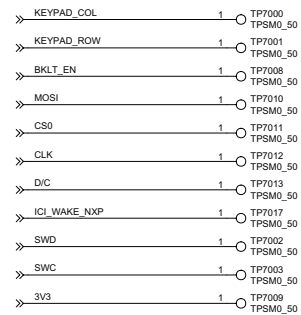 KEYPAD_COL 1 TP7000
TPSM0_50
KEYPAD_ROW 1 TP7001
TPSM0_50
BKLT_EN 1 TP7008
TPSM0_50
MOSI 1 TP7010
TPSM0_50
CS0 1 TP7011
TPSM0_50
CLK 1 TP7012
TPSM0_50
D/C 1 TP7013
TPSM0_50
ICI_WAKE_NXP 1 TP7017
TPSM0_50
SWD 1 TP7002
TPSM0_50
SWC 1 TP7003
TPSM0_50
3V3 1 TP7009
TPSM0_50